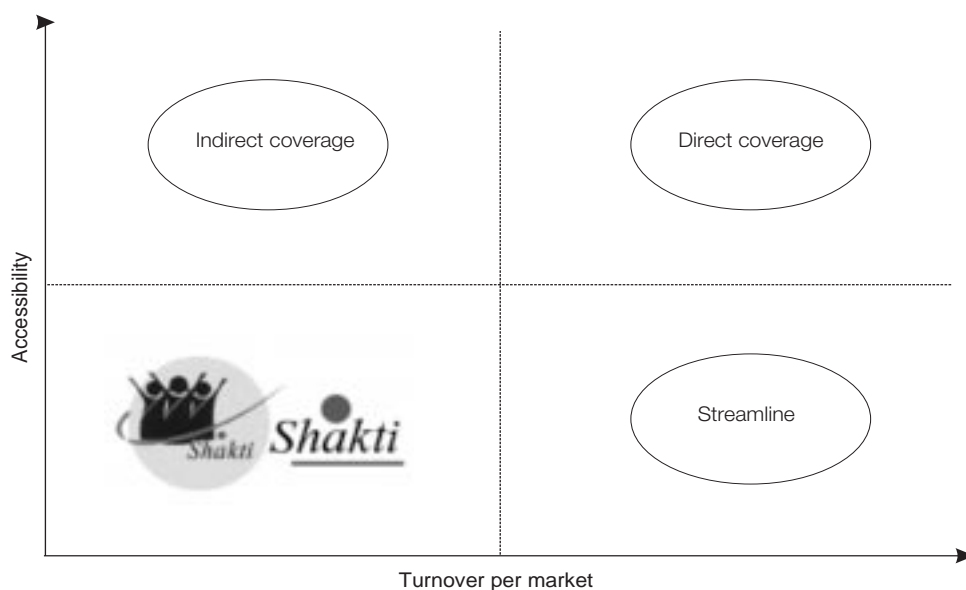 Indirect coverage
Direct coverage
Accessibility
Shakti
Shakti
Streamline
Turnover per market